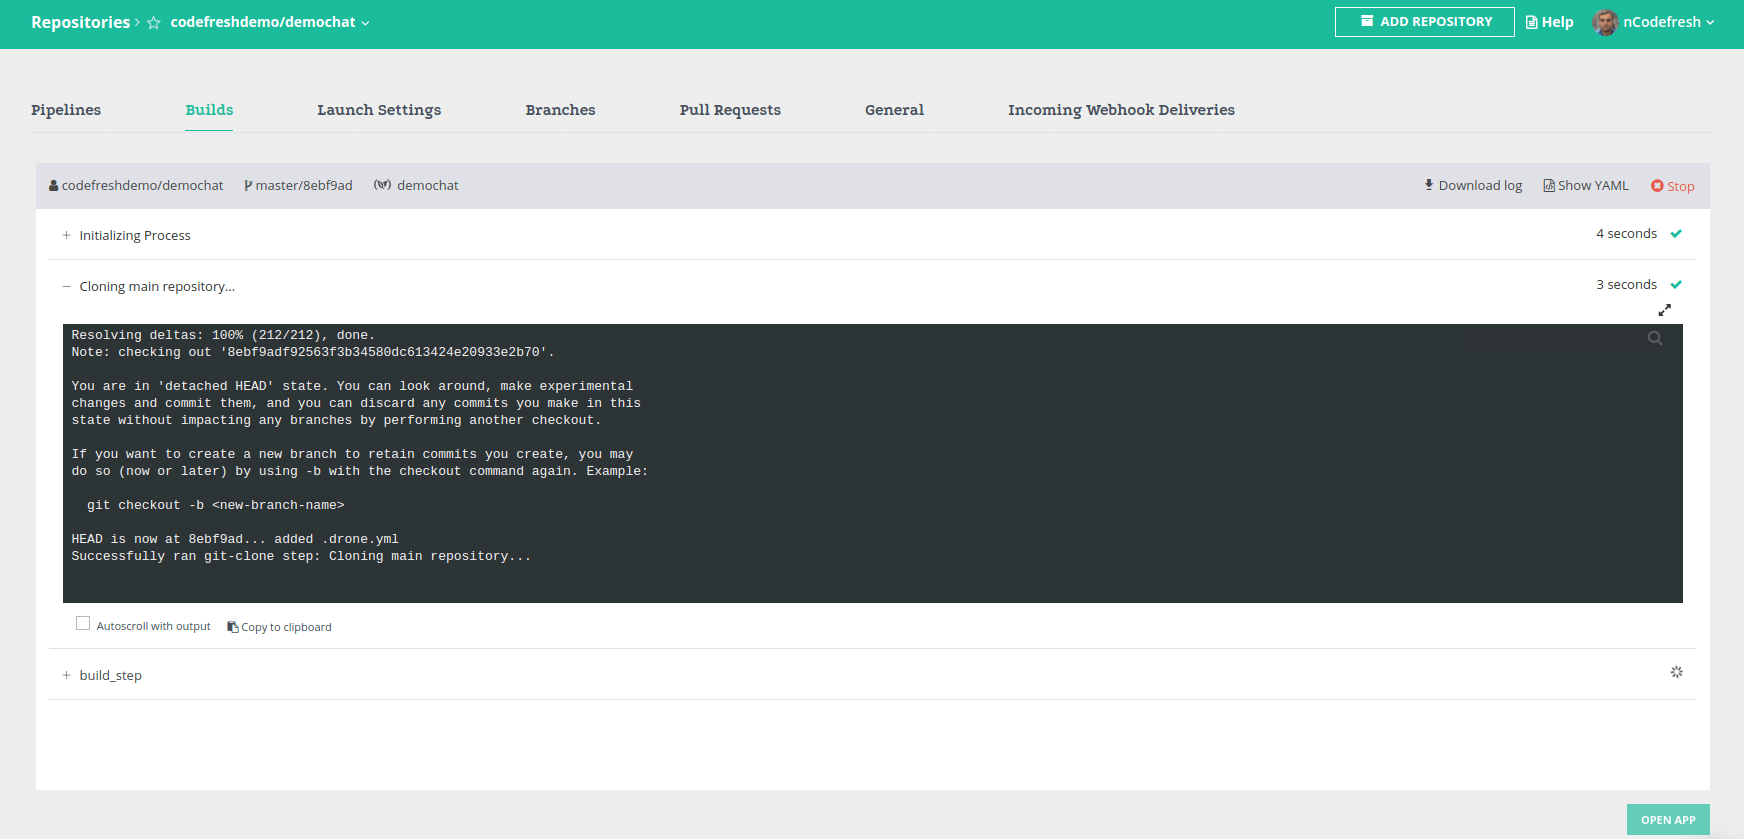 Repositories > codefreshdemo/demochat
ADD REPOSITORY Help nCodefresh
Pipelines Builds Launch Settings Branches Pull Requests General Incoming Webhook Deliveries
codefreshdemo/demochat master/8ebf9ad demochat Download log Show YAML Stop
+ Initializing Process 4 seconds
− Cloning main repository... 3 seconds
Resolving deltas: 100% (212/212), done.
Note: checking out '8ebf9adf92563f3b34580dc613424e20933e2b70'.
You are in 'detached HEAD' state. You can look around, make experimental
changes and commit them, and you can discard any commits you make in this
state without impacting any branches by performing another checkout.
If you want to create a new branch to retain commits you create, you may
do so (now or later) by using -b with the checkout command again. Example:
git checkout -b <new-branch-name>
HEAD is now at 8ebf9ad... added .drone.yml
Successfully ran git-clone step: Cloning main repository...
Autoscroll with output Copy to clipboard
+ build_step
OPEN APP